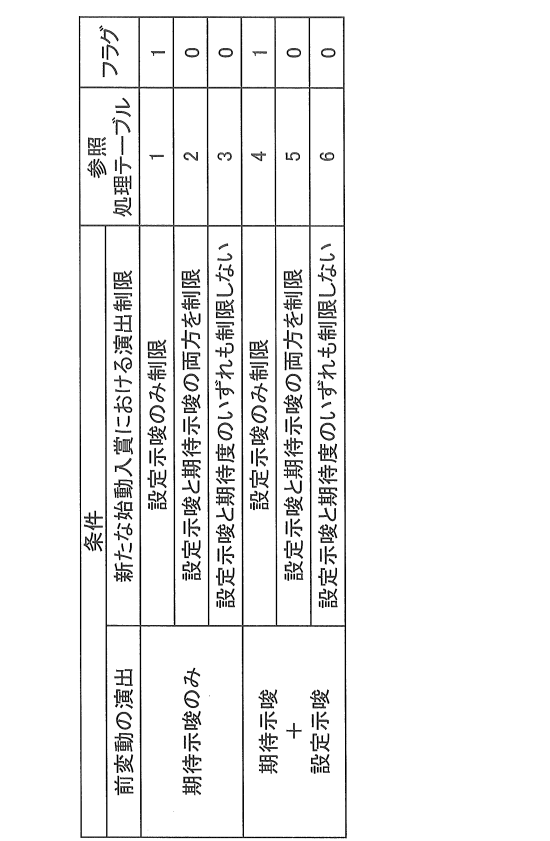 条件
参照
処理テーブル
フラグ
前変動の演出
新たな始動入賞における演出制限
期待示唆のみ
設定示唆のみ制限
1
1
設定示唆と期待示唆の両方を制限
2
0
設定示唆と期待度のいずれも制限しない
3
0
期待示唆
＋
設定示唆
設定示唆のみ制限
4
1
設定示唆と期待示唆の両方を制限
5
0
設定示唆と期待度のいずれも制限しない
6
0